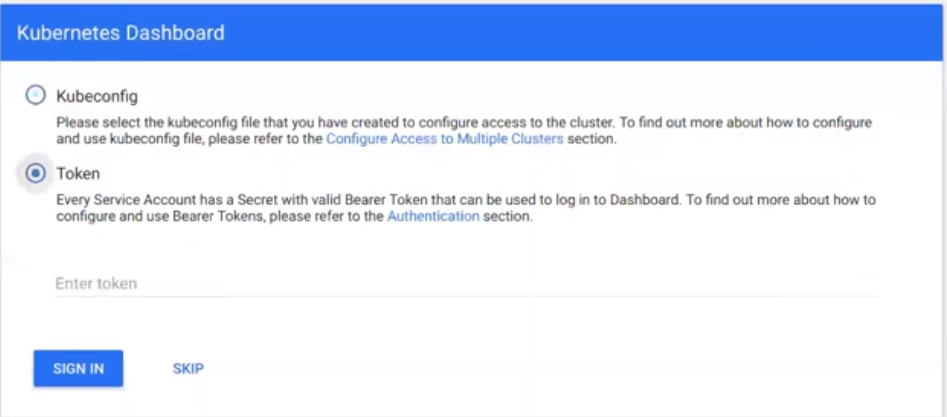 Kubernetes Dashboard
Kubeconfig
Please select the kubeconfig file that you have created to configure access to the cluster. To find out more about how to configure
and use kubeconfig file, please refer to the Configure Access to Multiple Clusters section.
Token
Every Service Account has a Secret with valid Bearer Token that can be used to log in to Dashboard. To find out more about how to
configure and use Bearer Tokens, please refer to the Authentication section.
Enter token
SIGN IN SKIP